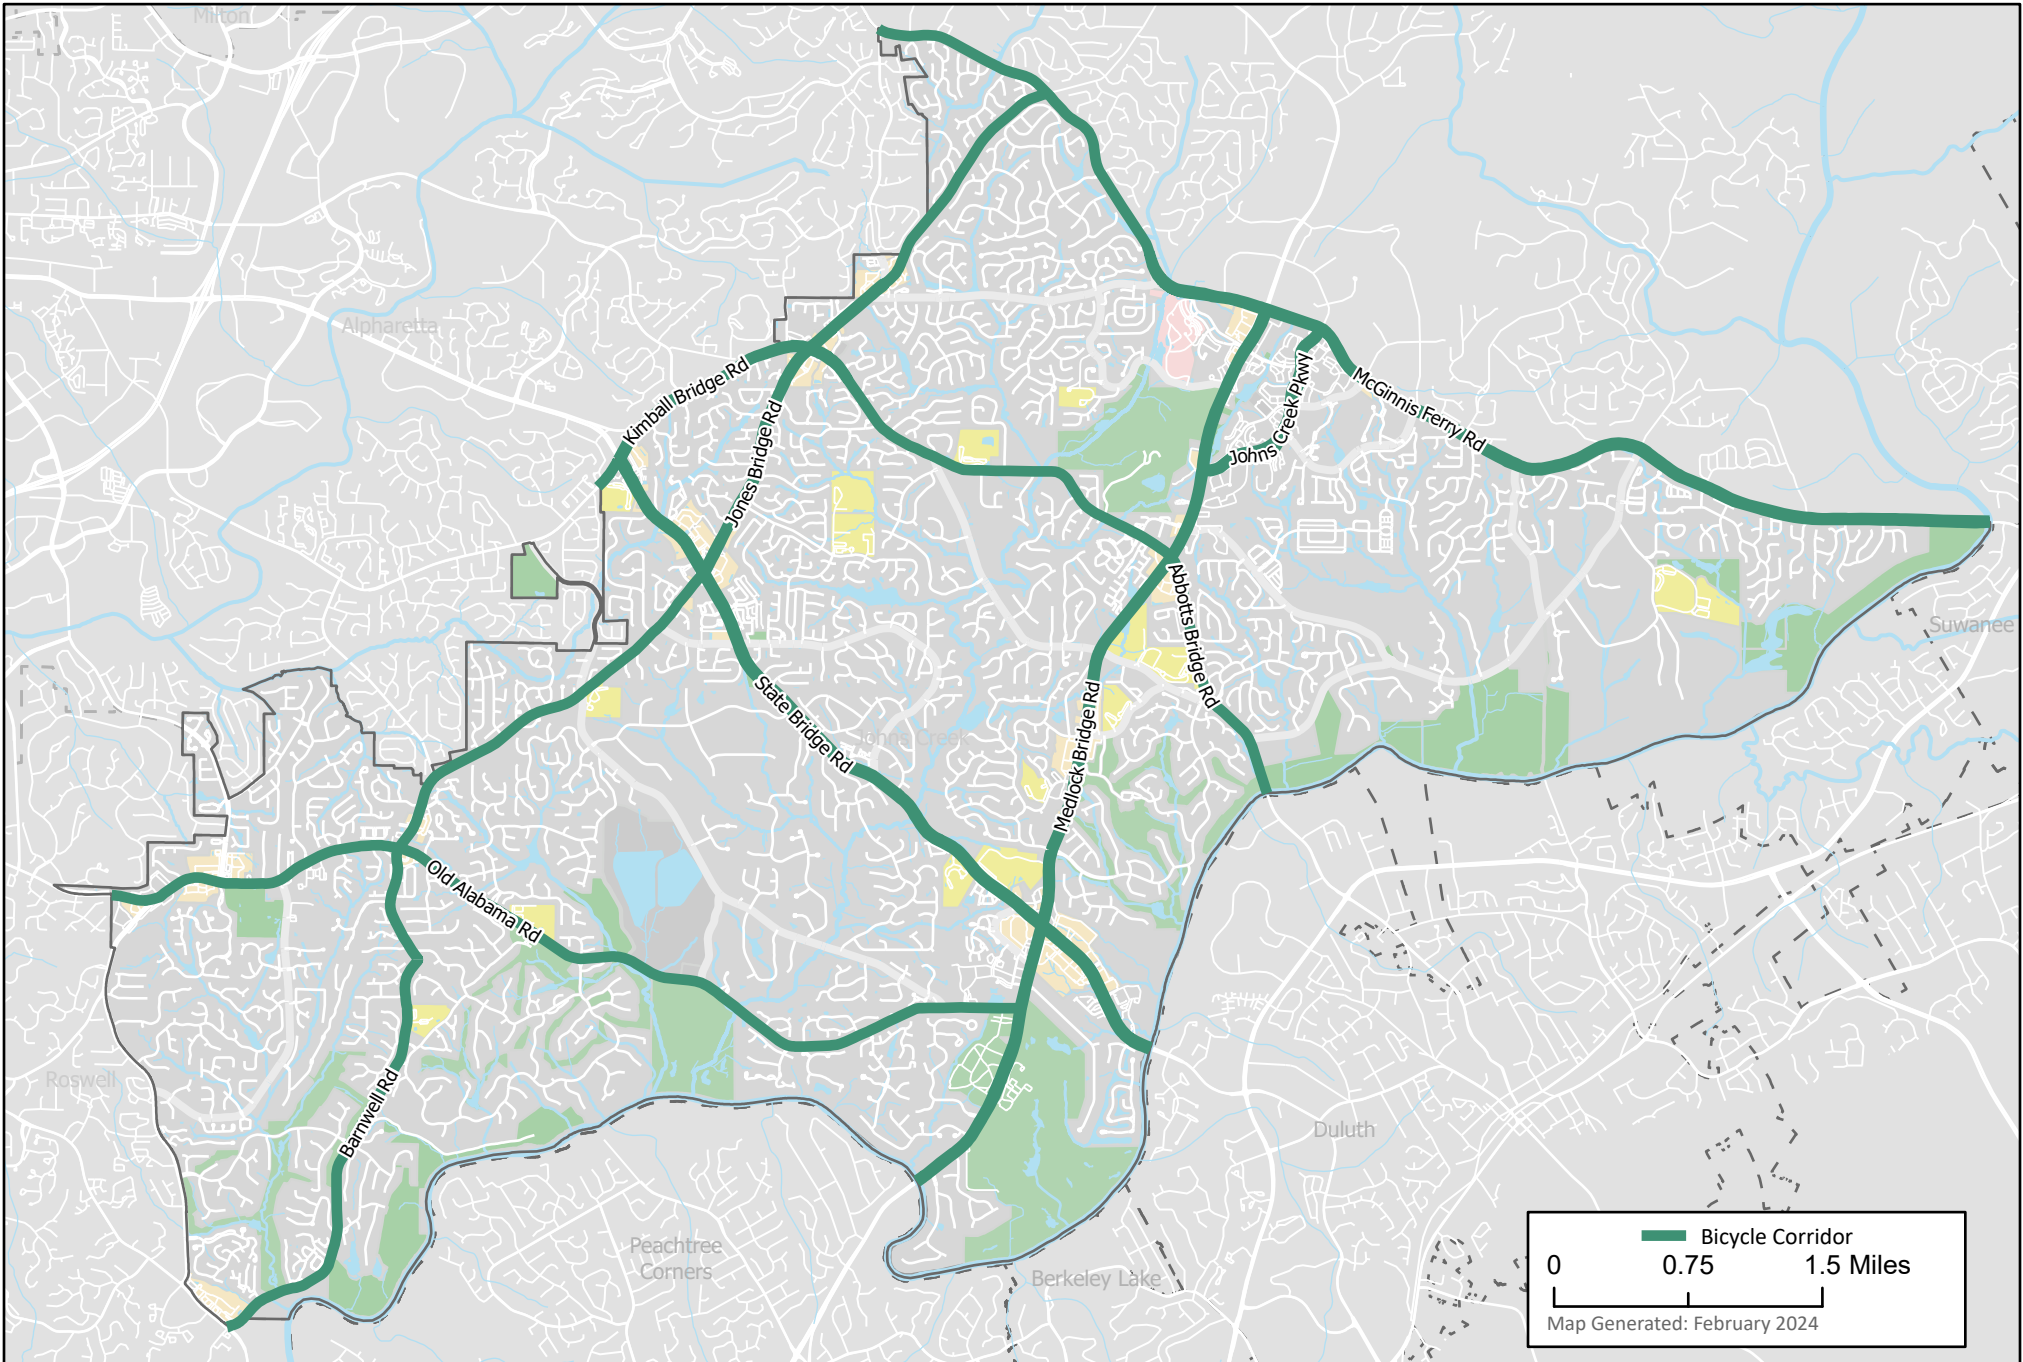 Milton
Alpharetta
Kimball Bridge Rd
Jones Bridge Rd
Johns Creek Pkwy
McGinnis Ferry Rd
Abbotts Bridge Rd
Suwanee
State Bridge Rd
Johns Creek
Medlock Bridge Rd
Old Alabama Rd
Roswell
Barnwell Rd
Duluth
Peachtree
Corners
Berkeley Lake
Bicycle Corridor
0 0.75 1.5 Miles
Map Generated: February 2024